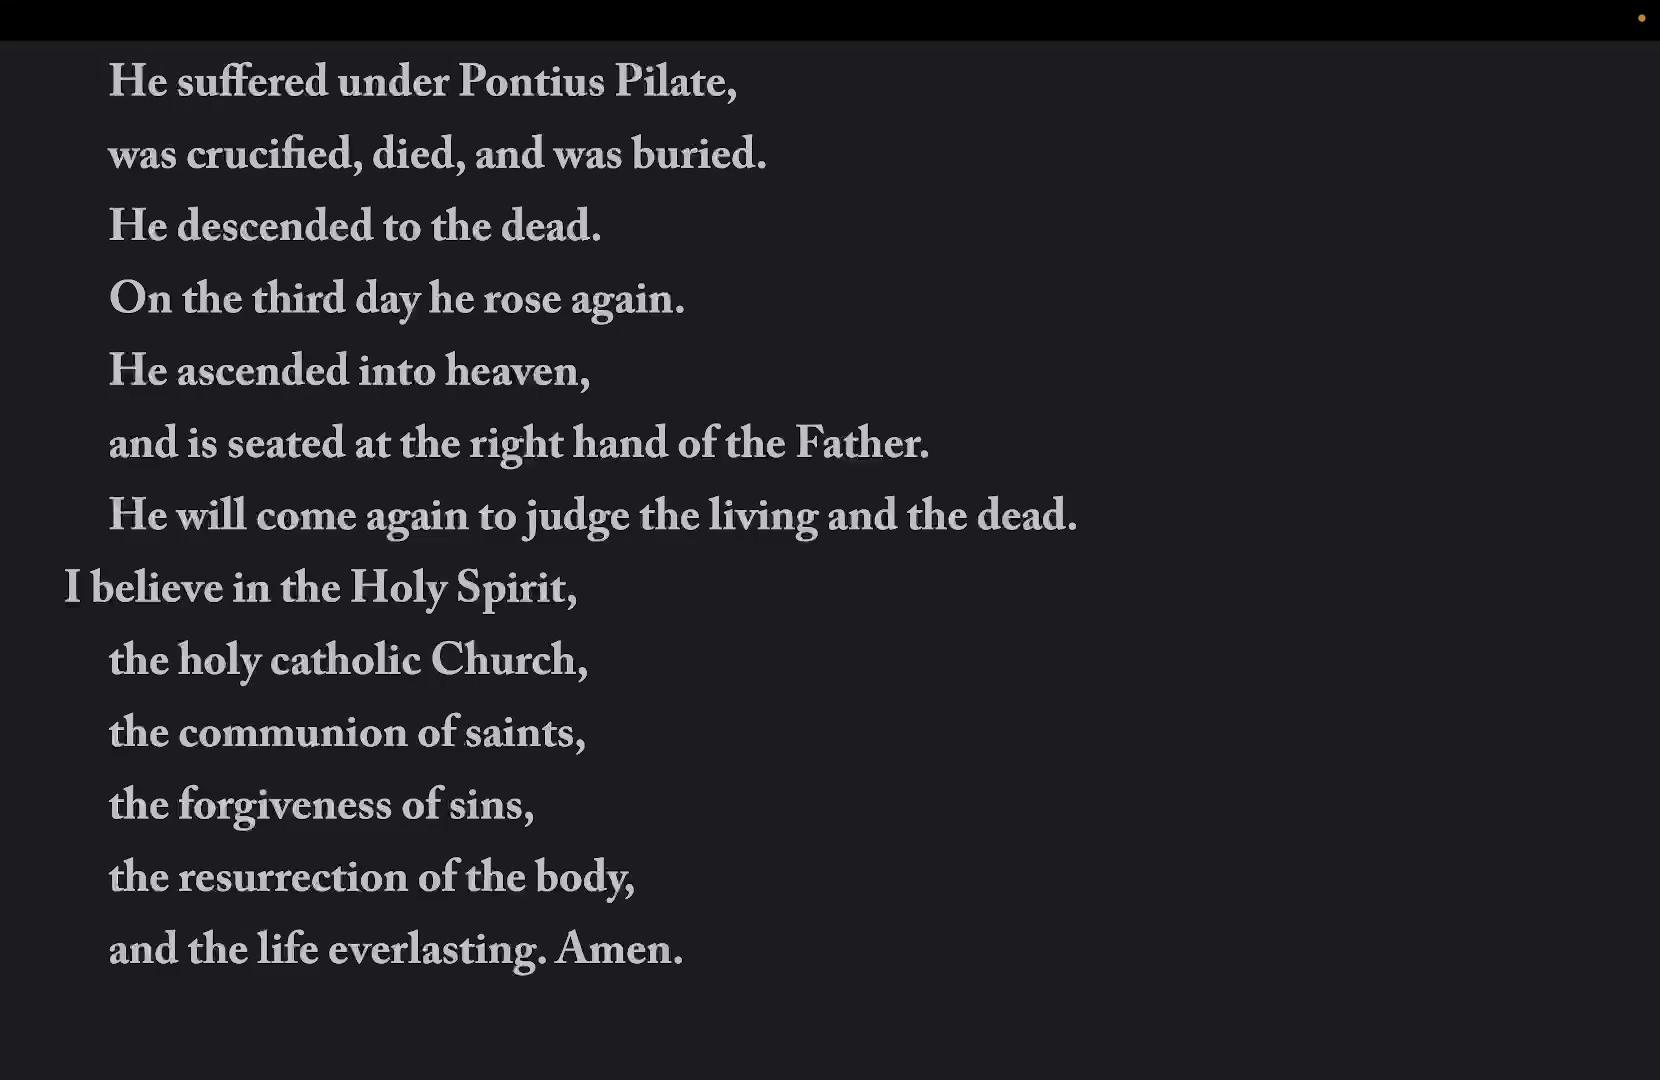 He suffered under Pontius Pilate,
was crucified, died, and was buried.
He descended to the dead.
On the third day he rose again.
He ascended into heaven,
and is seated at the right hand of the Father.
He will come again to judge the living and the dead.
I believe in the Holy Spirit,
the holy catholic Church,
the communion of saints,
the forgiveness of sins,
the resurrection of the body,
and the life everlasting. Amen.